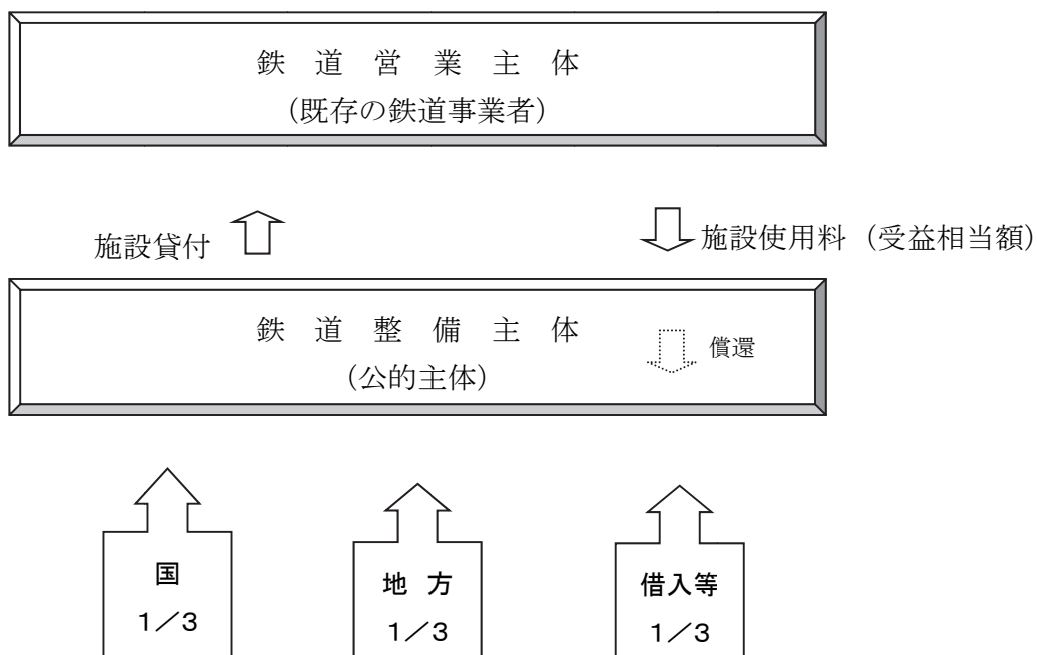 鉄 道 営 業 主 体
（既存の鉄道事業者）
施設貸付
施設使用料（受益相当額）
鉄 道 整 備 主 体
（公的主体）
償還
国
1／3
地 方
1／3
借入等
1／3